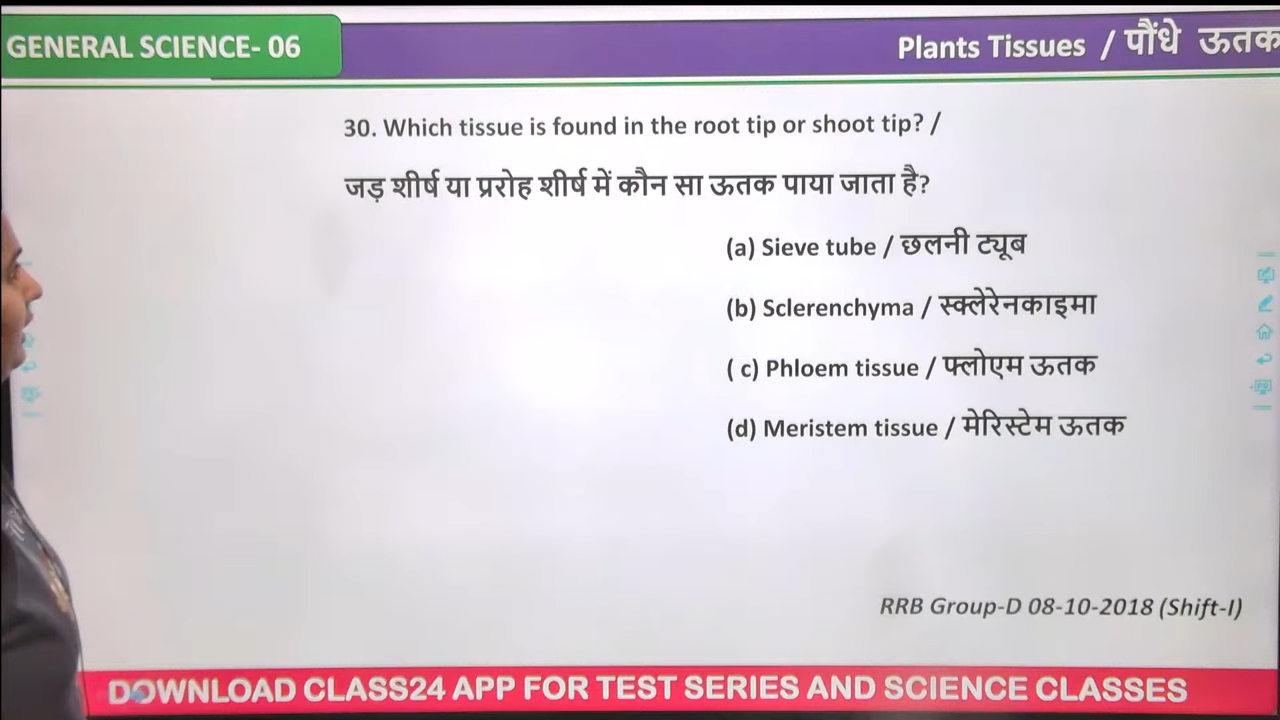 GENERAL SCIENCE- 06
Plants Tissues / पौंधे ऊतक
30. Which tissue is found in the root tip or shoot tip? /
जड़ शीर्ष या प्ररोह शीर्ष में कौन सा ऊतक पाया जाता है?
(a) Sieve tube / छलनी ट्यूब
(b) Sclerenchyma / स्क्लेरेनकाइमा
( c) Phloem tissue / फ्लोएम ऊतक
(d) Meristem tissue / मेरिस्टेम ऊतक
RRB Group-D 08-10-2018 (Shift-I)
DOWNLOAD CLASS24 APP FOR TEST SERIES AND SCIENCE CLASSES